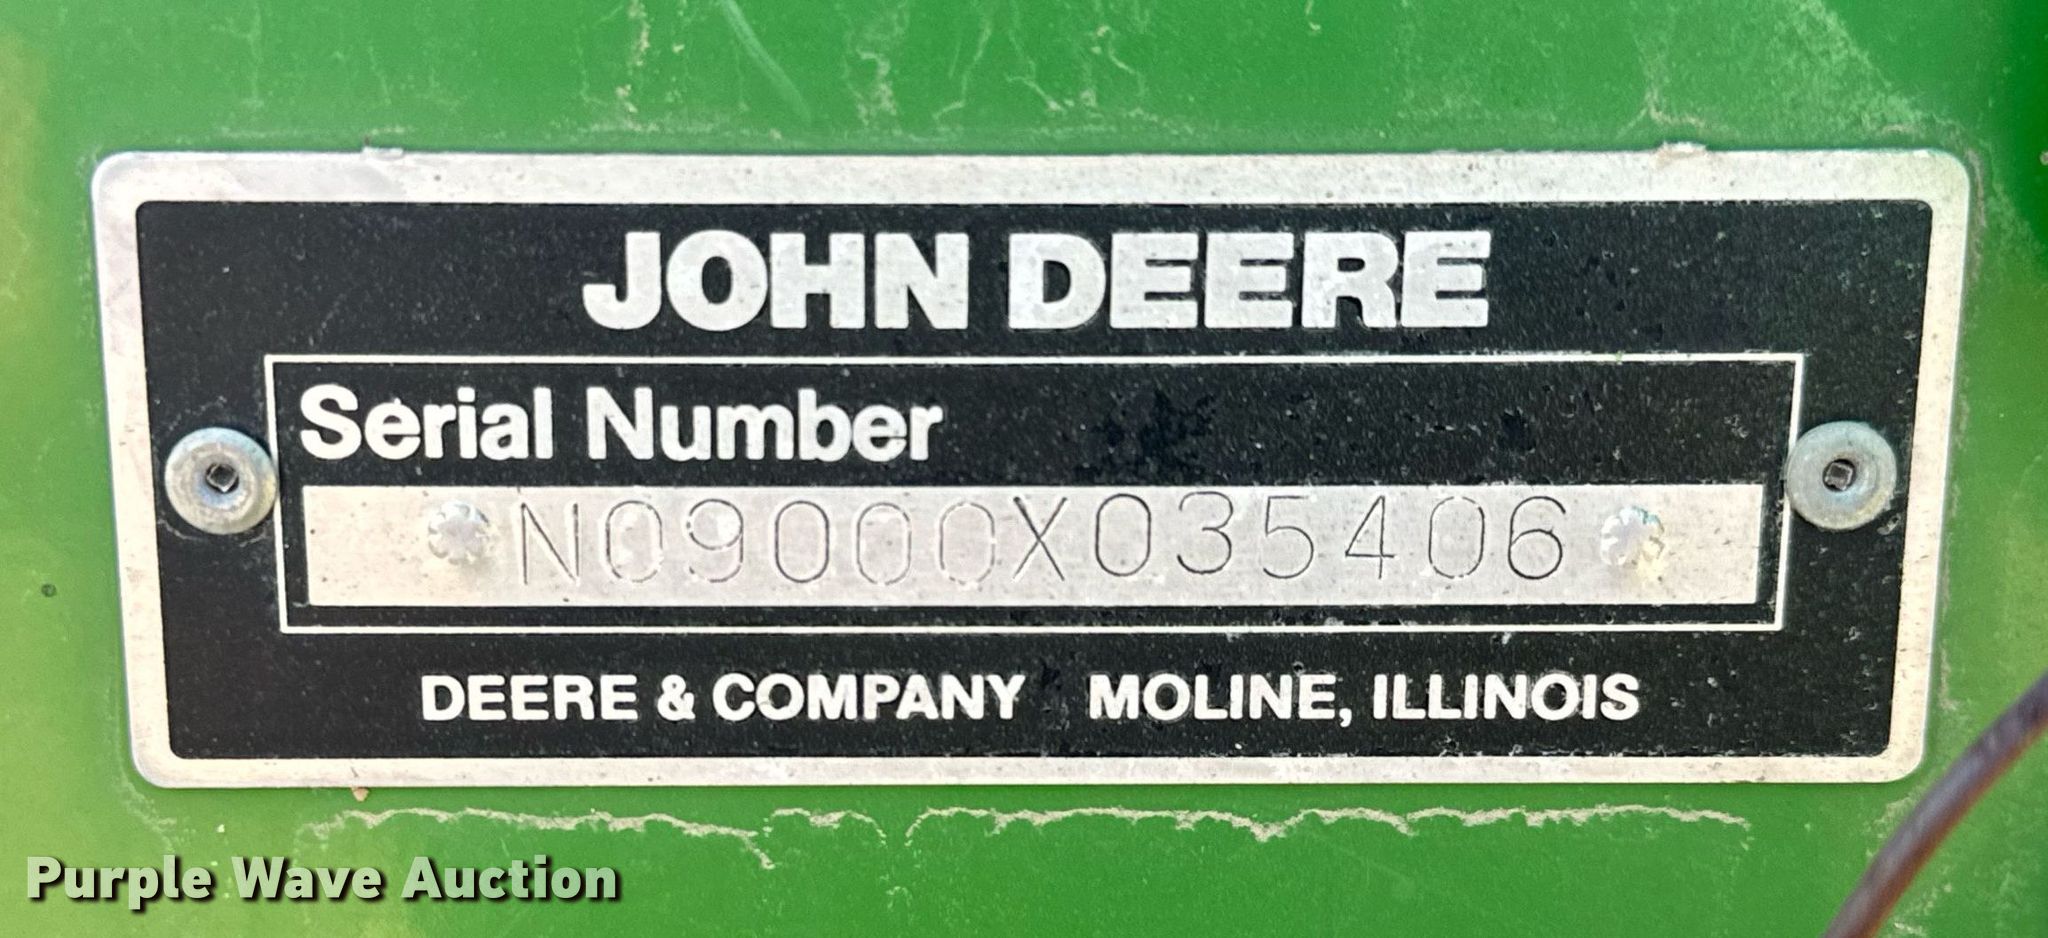 JOHN DEERE
Serial Number
N09000X035406
DEERE & COMPANY MOLINE, ILLINOIS
Purple Wave Auction